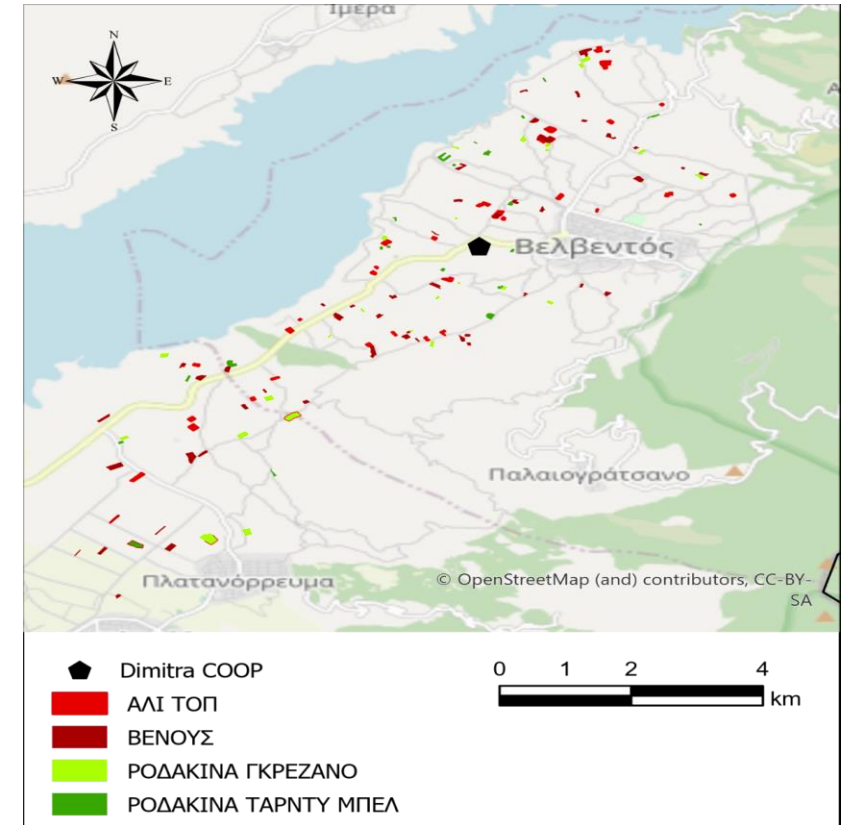 Ίμερα
N
W E
S
Βελβεντός
Παλαιογράτσανο
Πλατανόρρευμα
© OpenStreetMap (and) contributors, CC-BY-
SA
Dimitra COOP
ΑΛΙ ΤΟΠ
ΒΕΝΟΥΣ
ΡΟΔΑΚΙΝΑ ΓΚΡΕΖΑΝΟ
ΡΟΔΑΚΙΝΑ ΤΑΡΝΤΥ ΜΠΕΛ
0 1 2 4
km